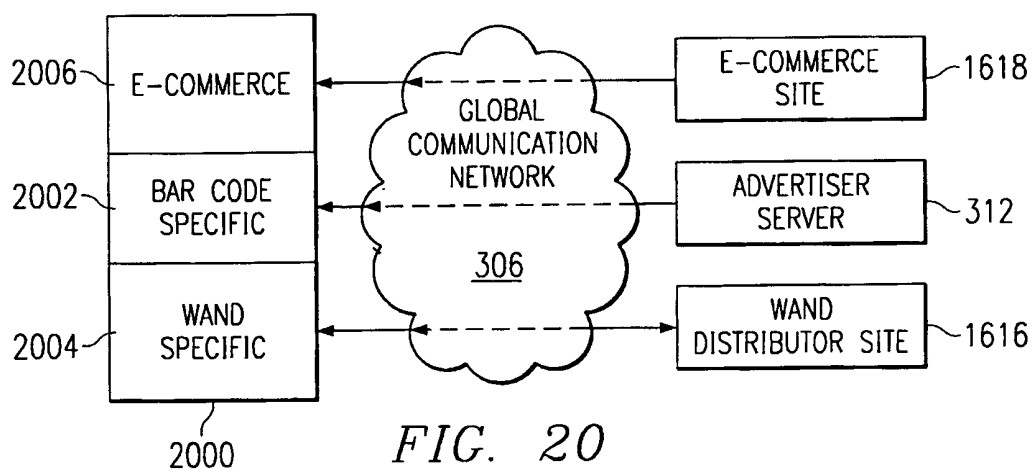 2006
E-COMMERCE
2002
BAR CODE
SPECIFIC
2004
WAND
SPECIFIC
2000
GLOBAL
COMMUNICATION
NETWORK
306
E-COMMERCE
SITE
1618
ADVERTISER
SERVER
312
WAND
DISTRIBUTOR SITE
1616
FIG. 20